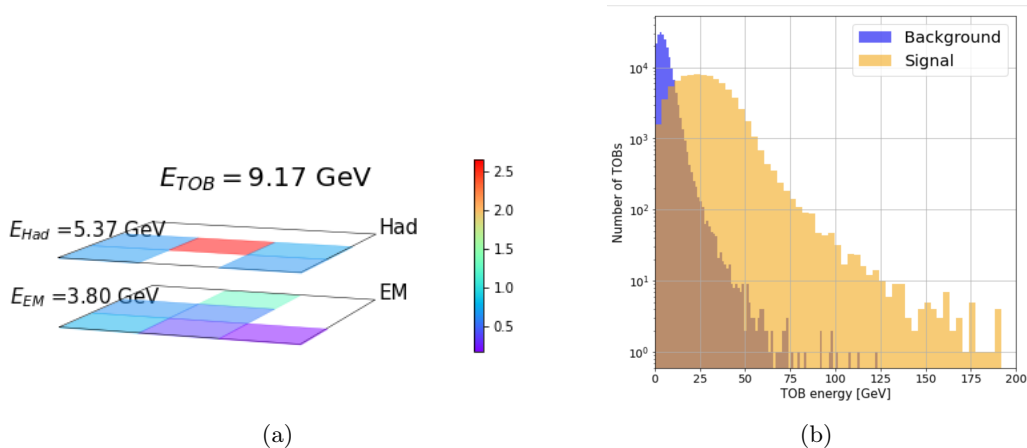 E_TOB = 9.17 GeV
E_Had =5.37 GeV
Had
E_EM =3.80 GeV
EM
2.5
2.0
1.5
1.0
0.5
(a)
Background
Signal
Number of TOBs
10^4
10^3
10^2
10^1
10^0
0 25 50 75 100 125 150 175 200
TOB energy [GeV]
(b)